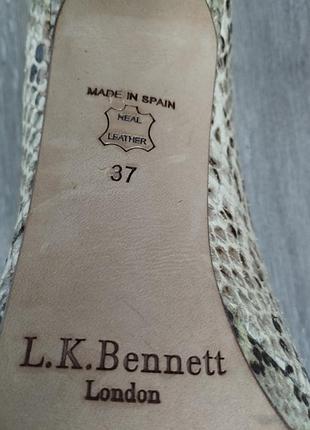 MADE IN SPAIN
REAL
LEATHER
37
L.K.Bennett
London